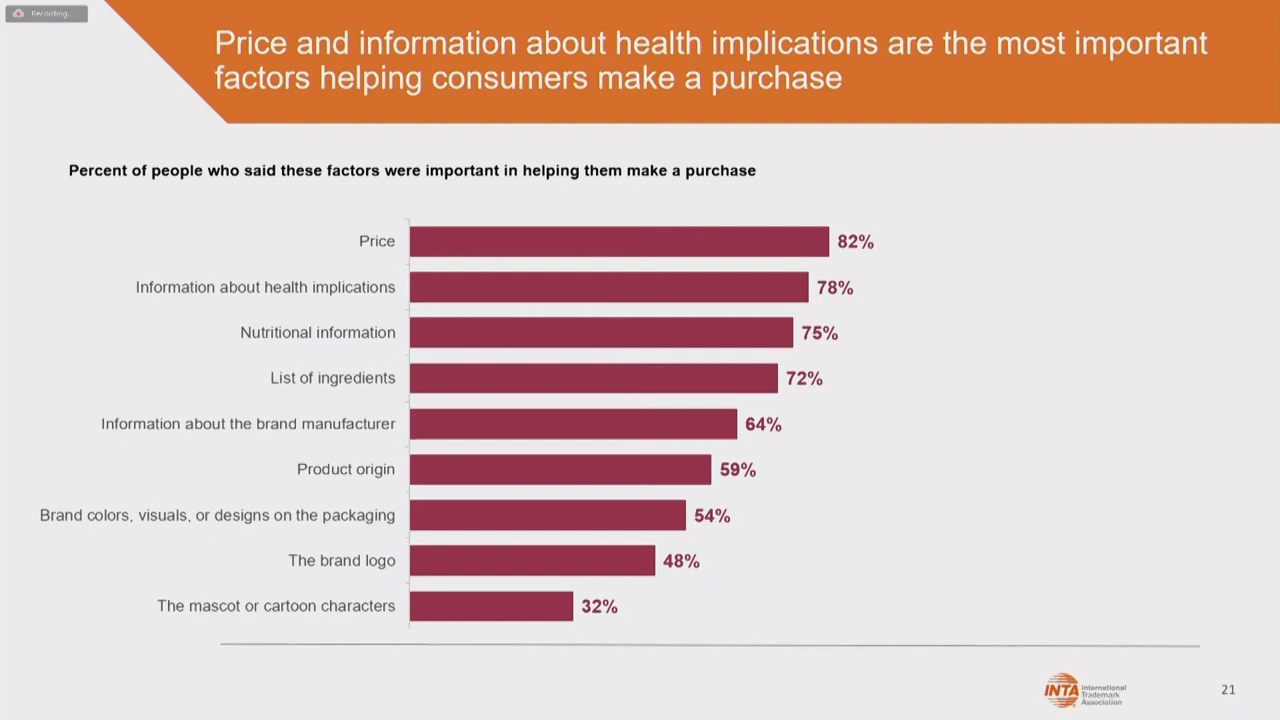 Recording...
Price and information about health implications are the most important
factors helping consumers make a purchase
Percent of people who said these factors were important in helping them make a purchase
Price 82%
Information about health implications 78%
Nutritional information 75%
List of ingredients 72%
Information about the brand manufacturer 64%
Product origin 59%
Brand colors, visuals, or designs on the packaging 54%
The brand logo 48%
The mascot or cartoon characters 32%
INTA International
Trademark
Association
21